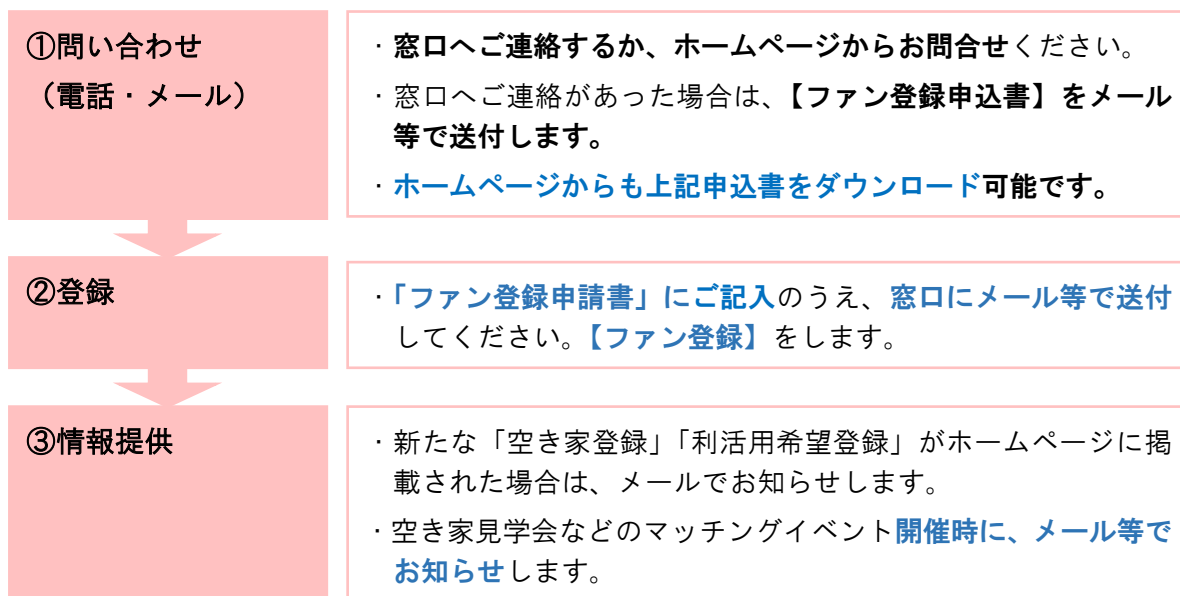 ①問い合わせ
（電話・メール）
・窓口へご連絡するか、ホームページからお問合せください。
・窓口へご連絡があった場合は、【ファン登録申込書】をメール
等で送付します。
・ホームページからも上記申込書をダウンロード可能です。
②登録
・「ファン登録申請書」にご記入のうえ、窓口にメール等で送付
してください。【ファン登録】をします。
③情報提供
・新たな「空き家登録」「利活用希望登録」がホームページに掲
載された場合は、メールでお知らせします。
・空き家見学会などのマッチングイベント開催時に、メール等で
お知らせします。